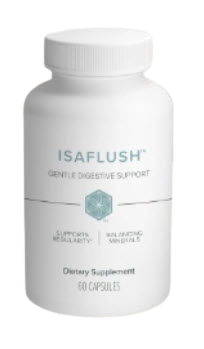 ISAFLUSH™
GENTLE DIGESTIVE SUPPORT
SUPPORTS REGULARITY†
BALANCING MINERALS
Dietary Supplement
60 CAPSULES